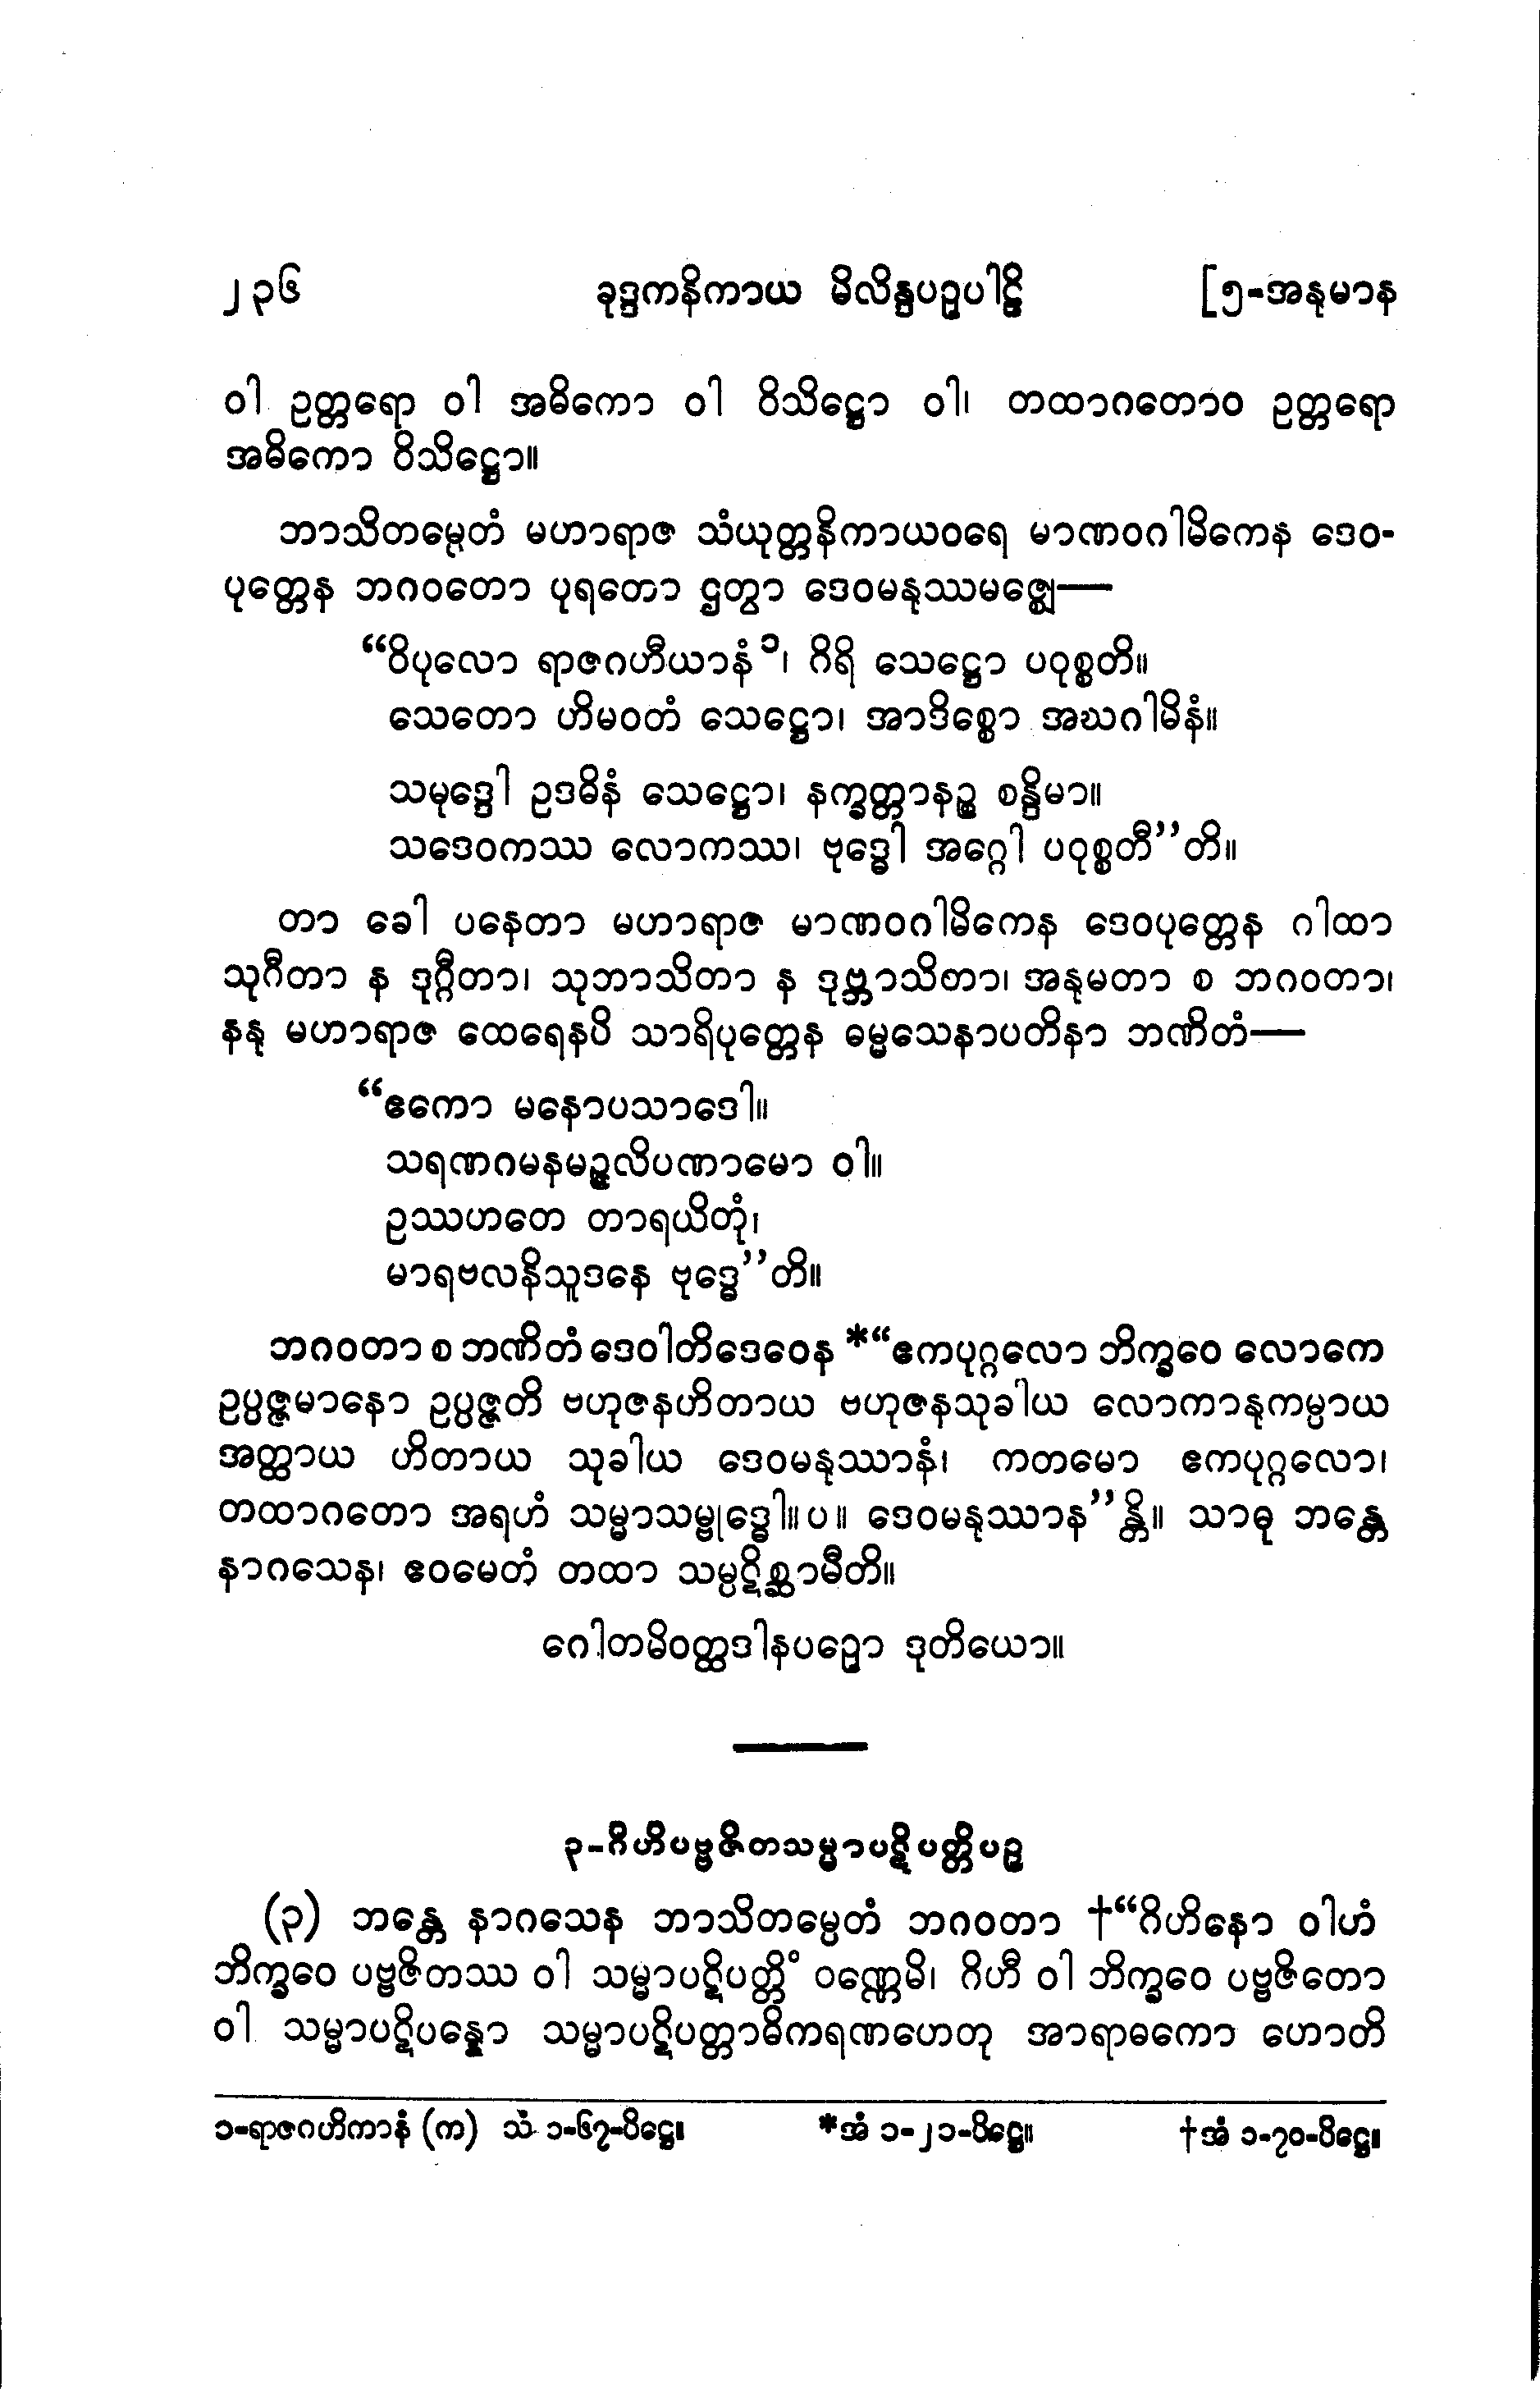 ၂၃၆ ခုဒ္ဒကနိကာယ မိလိန္ဒပဉှပါဠိ [၅-အနုမာန
ဝါ ဥတ္တရော ဝါ အဓိကော ဝါ ဝိသိဋ္ဌော ဝါ၊ တထာဂတောဝ ဥတ္တရော
အဓိကော ဝိသိဋ္ဌော။
ဘာသိတမ္ပေတံ မဟာရာဇ သံယုတ္တနိကာယဝရေ မာဏဝဂါမိကေန ဒေဝ-
ပုတ္တေန ဘဂဝတော ပုရတော ဌတွာ ဒေဝမနုဿမဇ္ဈေ—
“ဝိပုလော ရာဇဂဟီယာနံ ၁၊ ဂိရိ သေဋ္ဌော ပဝုစ္စတိ။
သေတော ဟိမဝတံ သေဋ္ဌော၊ အာဒိစ္စော အဃဂါမိနံ။
သမုဒ္ဒေါ ဥဒဓိနံ သေဋ္ဌော၊ နက္ခတ္တာနဉ္စ စန္ဒိမာ။
သဒေဝကဿ လောကဿ၊ ဗုဒ္ဓေါ အဂ္ဂေါ ပဝုစ္စတီ”တိ။
တာ ခေါ ပနေတာ မဟာရာဇ မာဏဝဂါမိကေန ဒေဝပုတ္တေန ဂါထာ
သုဂီတာ န ဒုဂ္ဂီတာ၊ သုဘာသိတာ န ဒုဗ္ဘာသိတာ၊ အနုမတာ စ ဘဂဝတာ၊
နနု မဟာရာဇ ထေရေနပိ သာရိပုတ္တေန ဓမ္မသေနာပတိနာ ဘဏိတံ—
“ဧကော မနောပသာဒေါ။
သရဏဂမနမဉ္ဇလိပဏာမော ဝါ။
ဥဿဟတေ တာရယိတုံ၊
မာရဗလနိသူဒနေ ဗုဒ္ဓေ”တိ။
ဘဂဝတာ စ ဘဏိတံ ဒေဝါတိဒေဝေန *“ဧကပုဂ္ဂလော ဘိက္ခဝေ လောကေ
ဥပ္ပဇ္ဇမာနော ဥပ္ပဇ္ဇတိ ဗဟုဇနဟိတာယ ဗဟုဇနသုခါယ လောကာနုကမ္ပာယ
အတ္ထာယ ဟိတာယ သုခါယ ဒေဝမနုဿာနံ၊ ကတမော ဧကပုဂ္ဂလော၊
တထာဂတော အရဟံ သမ္မာသမ္ဗုဒ္ဓေါ။ ပ။ ဒေဝမနုဿာန”န္တိ။ သာဓု ဘန္တေ
နာဂသေန၊ ဧဝမေတံ တထာ သမ္ပဋိစ္ဆာမီတိ။
ဂေါတမိဝတ္ထဒါနပဉှော ဒုတိယော။
၃-ဂိဟိပဗ္ဗဇိတသမ္မာပဋိပတ္တိပဉှ
(၃) ဘန္တေ နာဂသေန ဘာသိတမ္ပေတံ ဘဂဝတာ †“ဂိဟိနော ဝါဟံ
ဘိက္ခဝေ ပဗ္ဗဇိတဿ ဝါ သမ္မာပဋိပတ္တိံ ဝဏ္ဏေမိ၊ ဂိဟီ ဝါ ဘိက္ခဝေ ပဗ္ဗဇိတော
ဝါ သမ္မာပဋိပန္နော သမ္မာပဋိပတ္တာဓိကရဏဟေတု အာရာဓကော ဟောတိ
၁-ရာဇဂဟိကာနံ (က) သံ ၁-၆၇-ပိဋ္ဌေ။ *အံ ၁-၂၁-ပိဋ္ဌေ။ †အံ ၁-၇၀-ပိဋ္ဌေ။